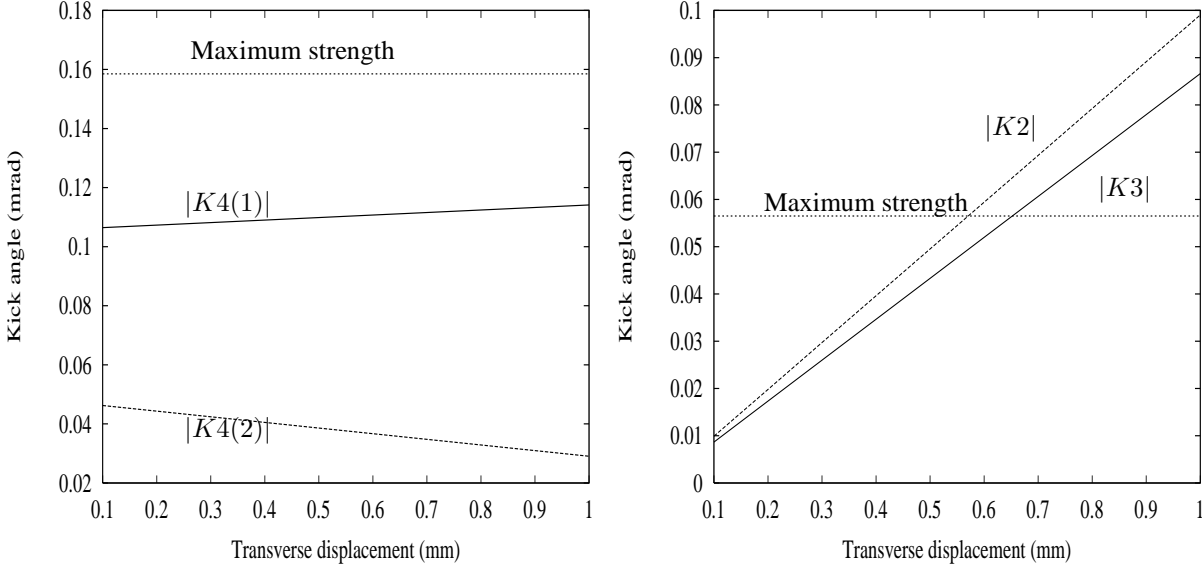 0.18
0.16
0.14
0.12
0.1
0.08
0.06
0.04
0.02
Kick angle (mrad)
Maximum strength
|K4(1)|
|K4(2)|
0.1 0.2 0.3 0.4 0.5 0.6 0.7 0.8 0.9 1
Transverse displacement (mm)
0.1
0.09
0.08
0.07
0.06
0.05
0.04
0.03
0.02
0.01
0
Kick angle (mrad)
|K2|
|K3|
Maximum strength
0.1 0.2 0.3 0.4 0.5 0.6 0.7 0.8 0.9 1
Transverse displacement (mm)